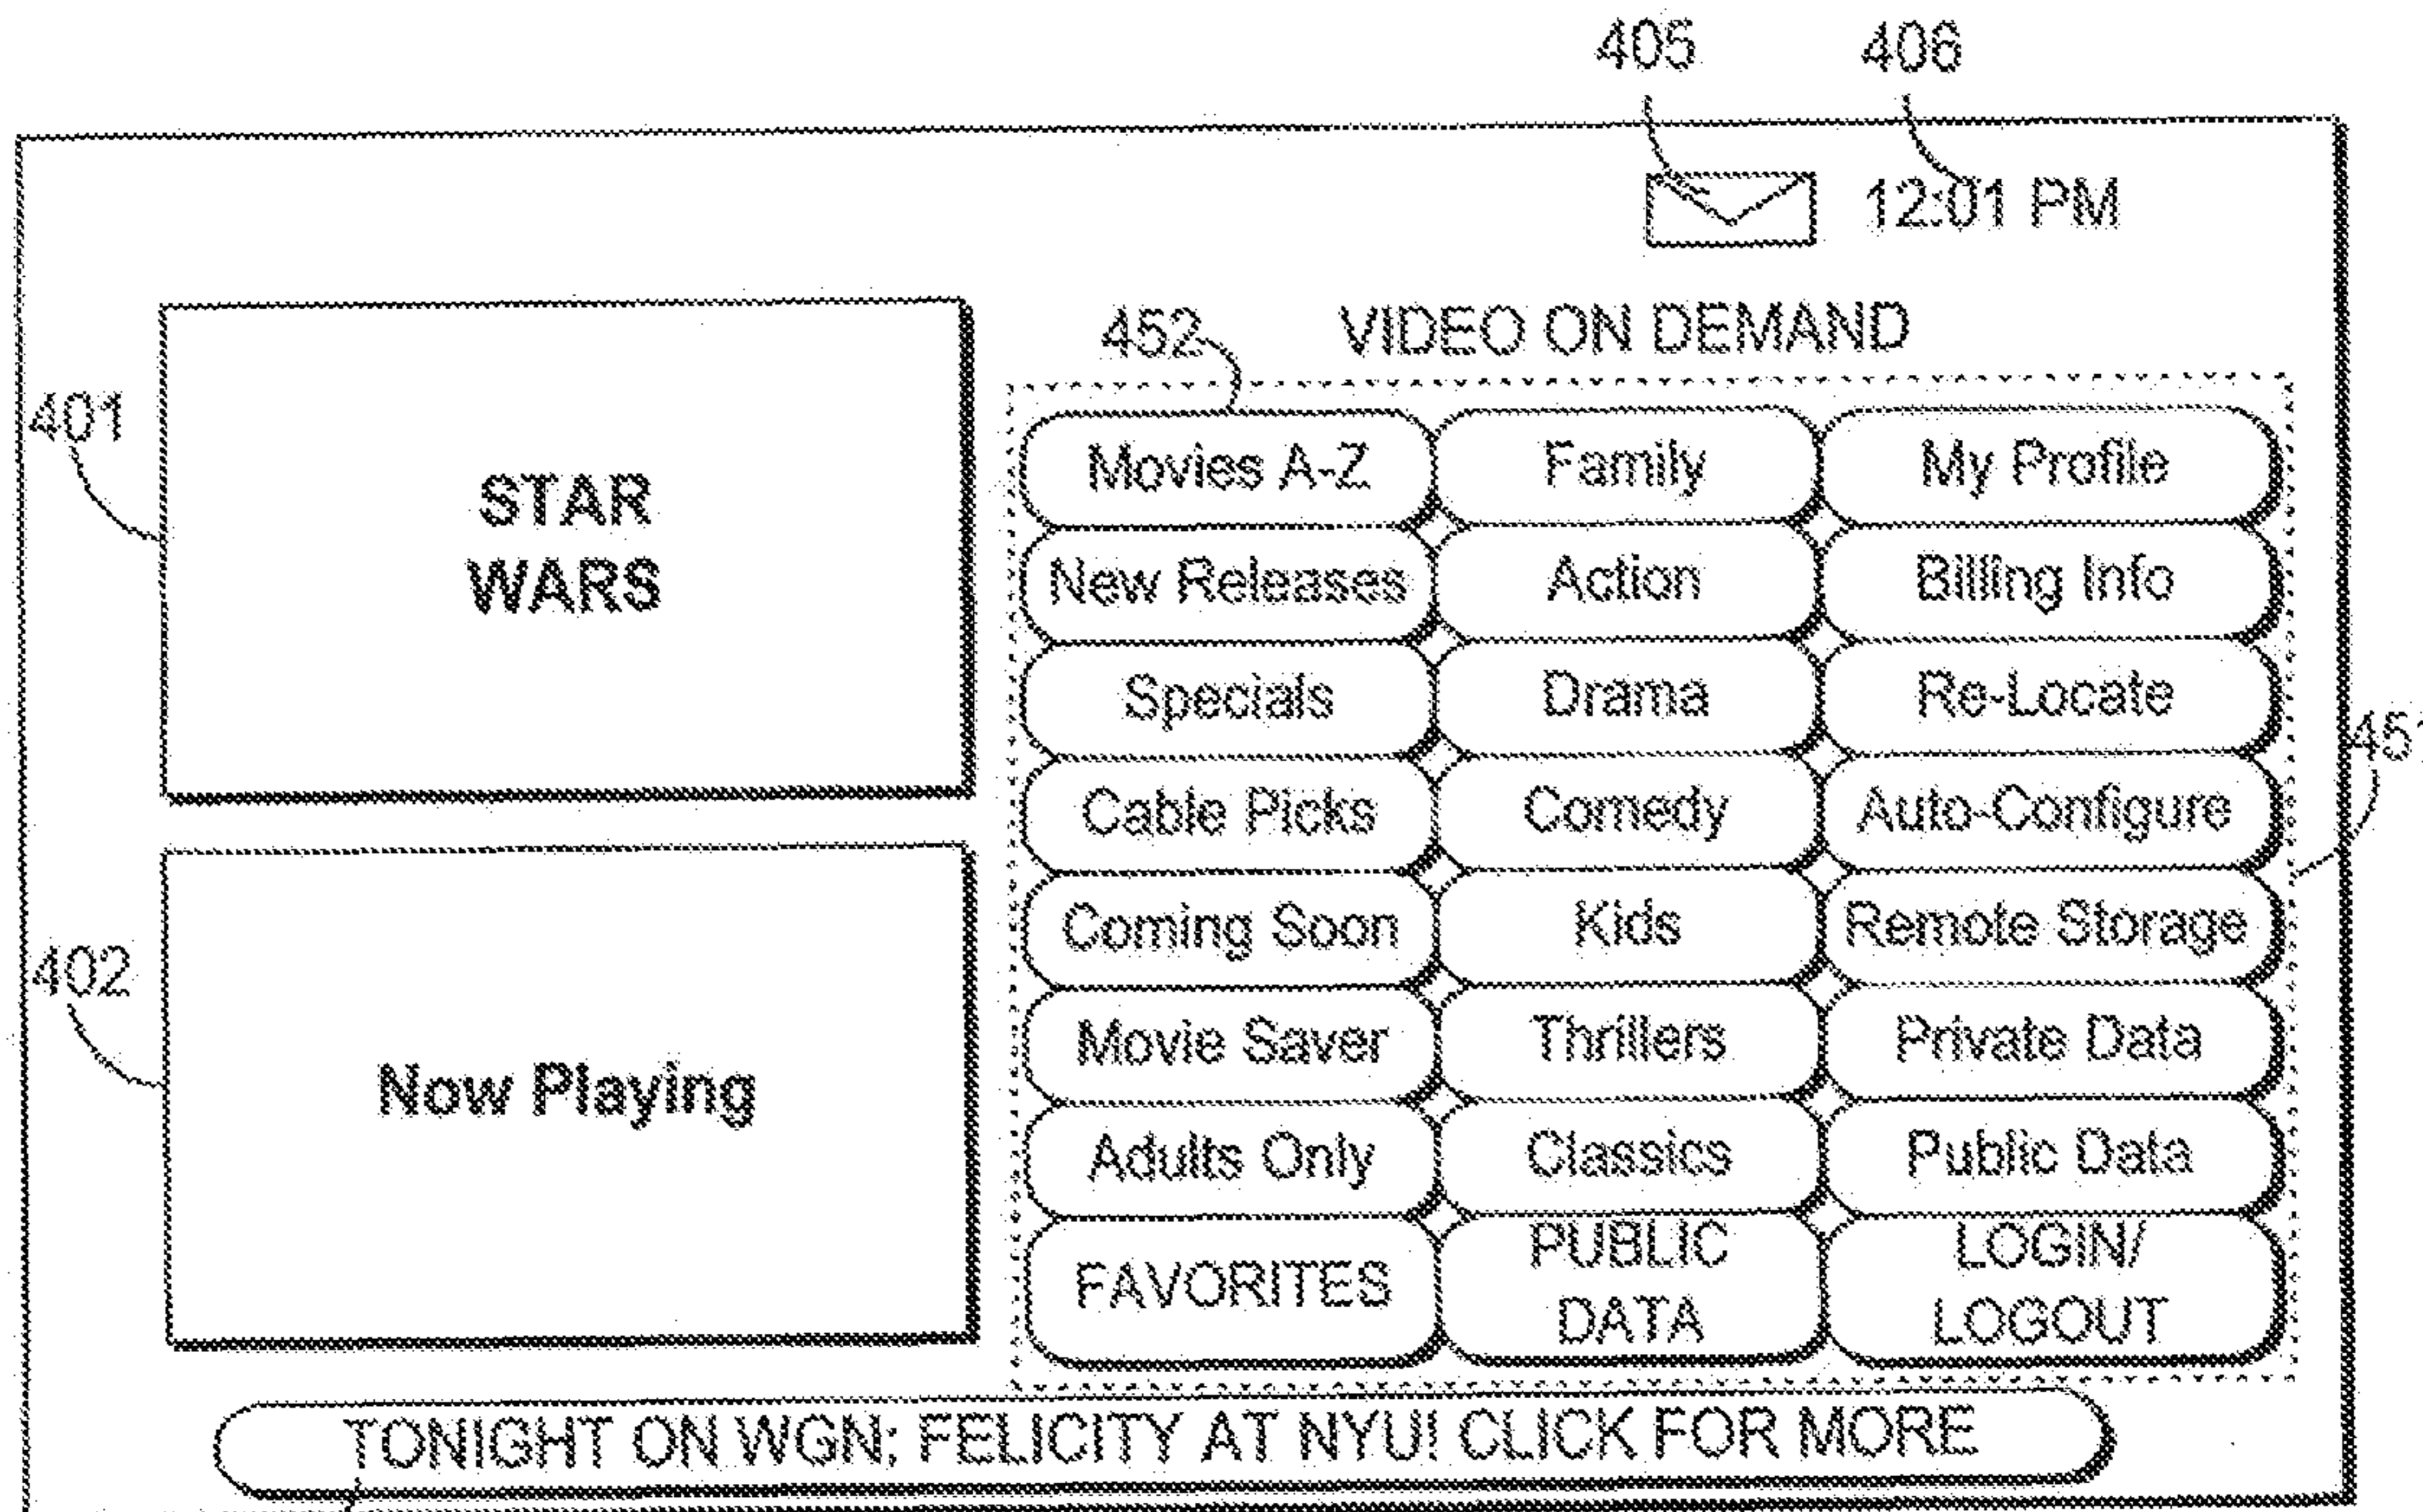 405 406
12:01 PM
452 VIDEO ON DEMAND
401
STAR
WARS
402
Now Playing
Movies A-Z Family My Profile
New Releases Action Billing Info
Specials Drama Re-Locate
451
Cable Picks Comedy Auto-Configure
Coming Soon Kids Remote Storage
Movie Saver Thrillers Private Data
Adults Only Classics Public Data
FAVORITES PUBLIC DATA LOGIN/ LOGOUT
TONIGHT ON WGN: FELICITY AT NYU! CLICK FOR MORE